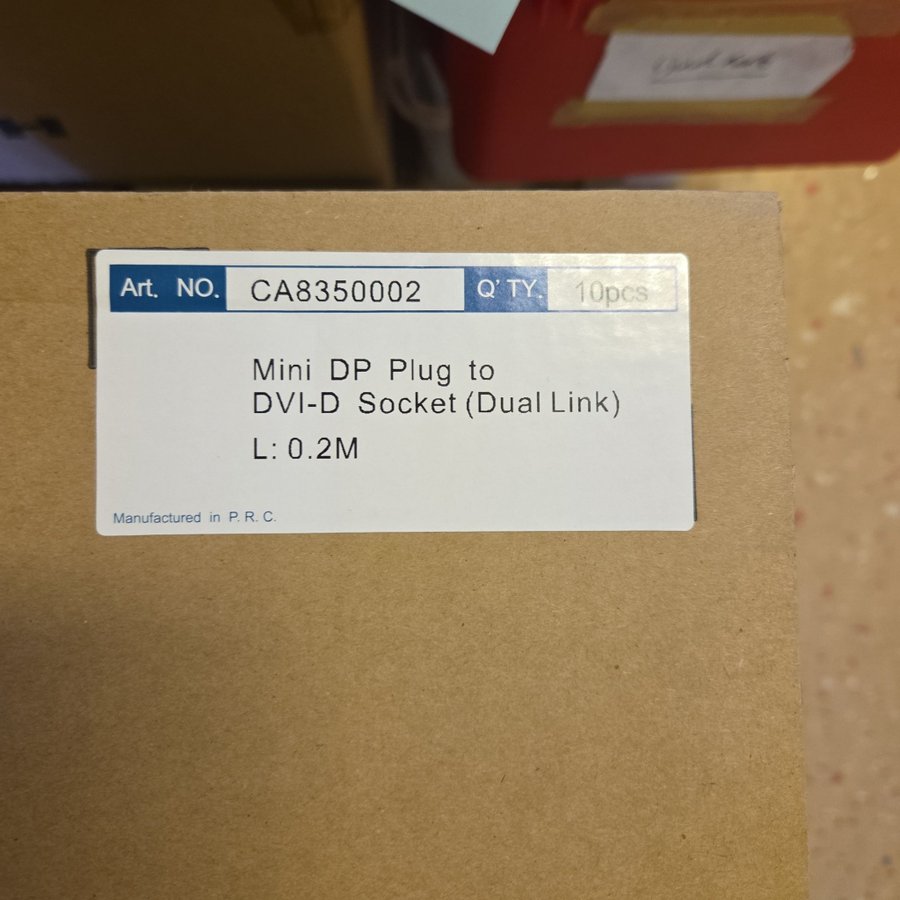 Art. NO. CA8350002 Q'TY. 10pcs
Mini DP Plug to
DVI-D Socket (Dual Link)
L: 0.2M
Manufactured in P. R. C.